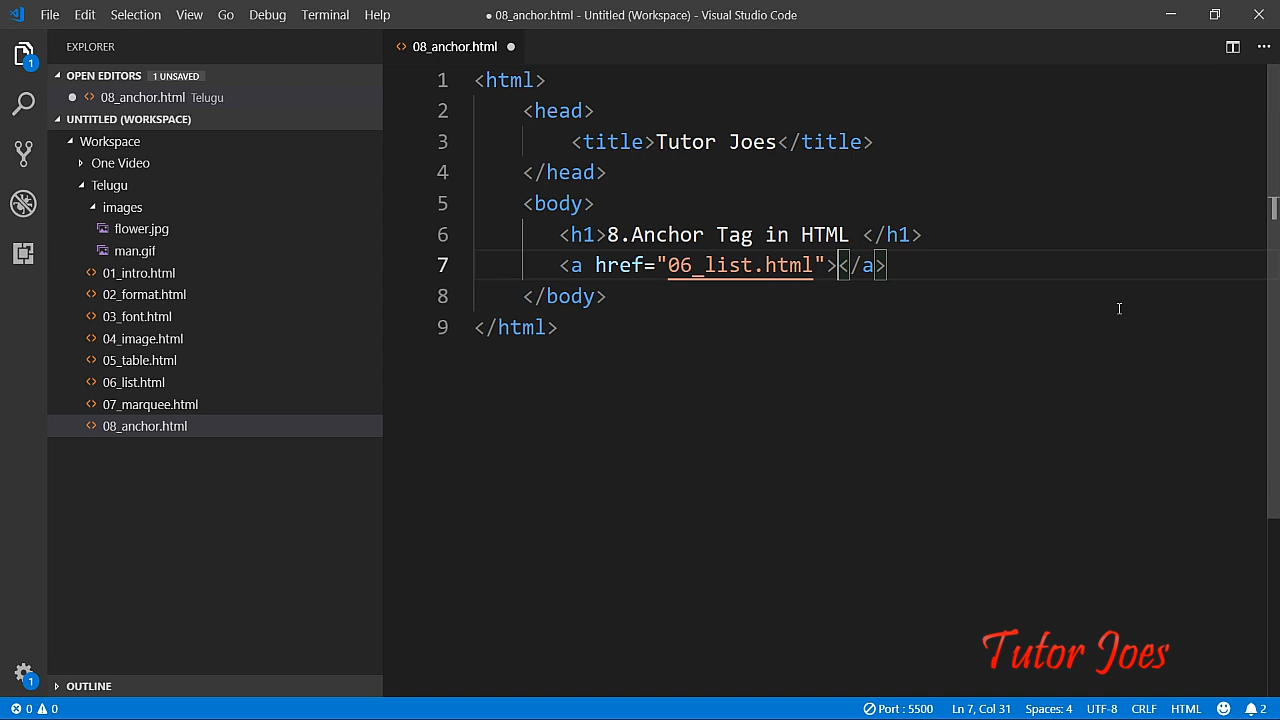 File Edit Selection View Go Debug Terminal Help
● 08_anchor.html - Untitled (Workspace) - Visual Studio Code
EXPLORER
OPEN EDITORS 1 UNSAVED
08_anchor.html Telugu
UNTITLED (WORKSPACE)
Workspace
One Video
Telugu
images
flower.jpg
man.gif
01_intro.html
02_format.html
03_font.html
04_image.html
05_table.html
06_list.html
07_marquee.html
08_anchor.html
OUTLINE
1
1
08_anchor.html
1 <html>
2 <head>
3 <title>Tutor Joes</title>
4 </head>
5 <body>
6 <h1>8.Anchor Tag in HTML </h1>
7 <a href="06_list.html"></a>
8 </body>
9 </html>
Tutor Joes
0 0 Port : 5500 Ln 7, Col 31 Spaces: 4 UTF-8 CRLF HTML 2